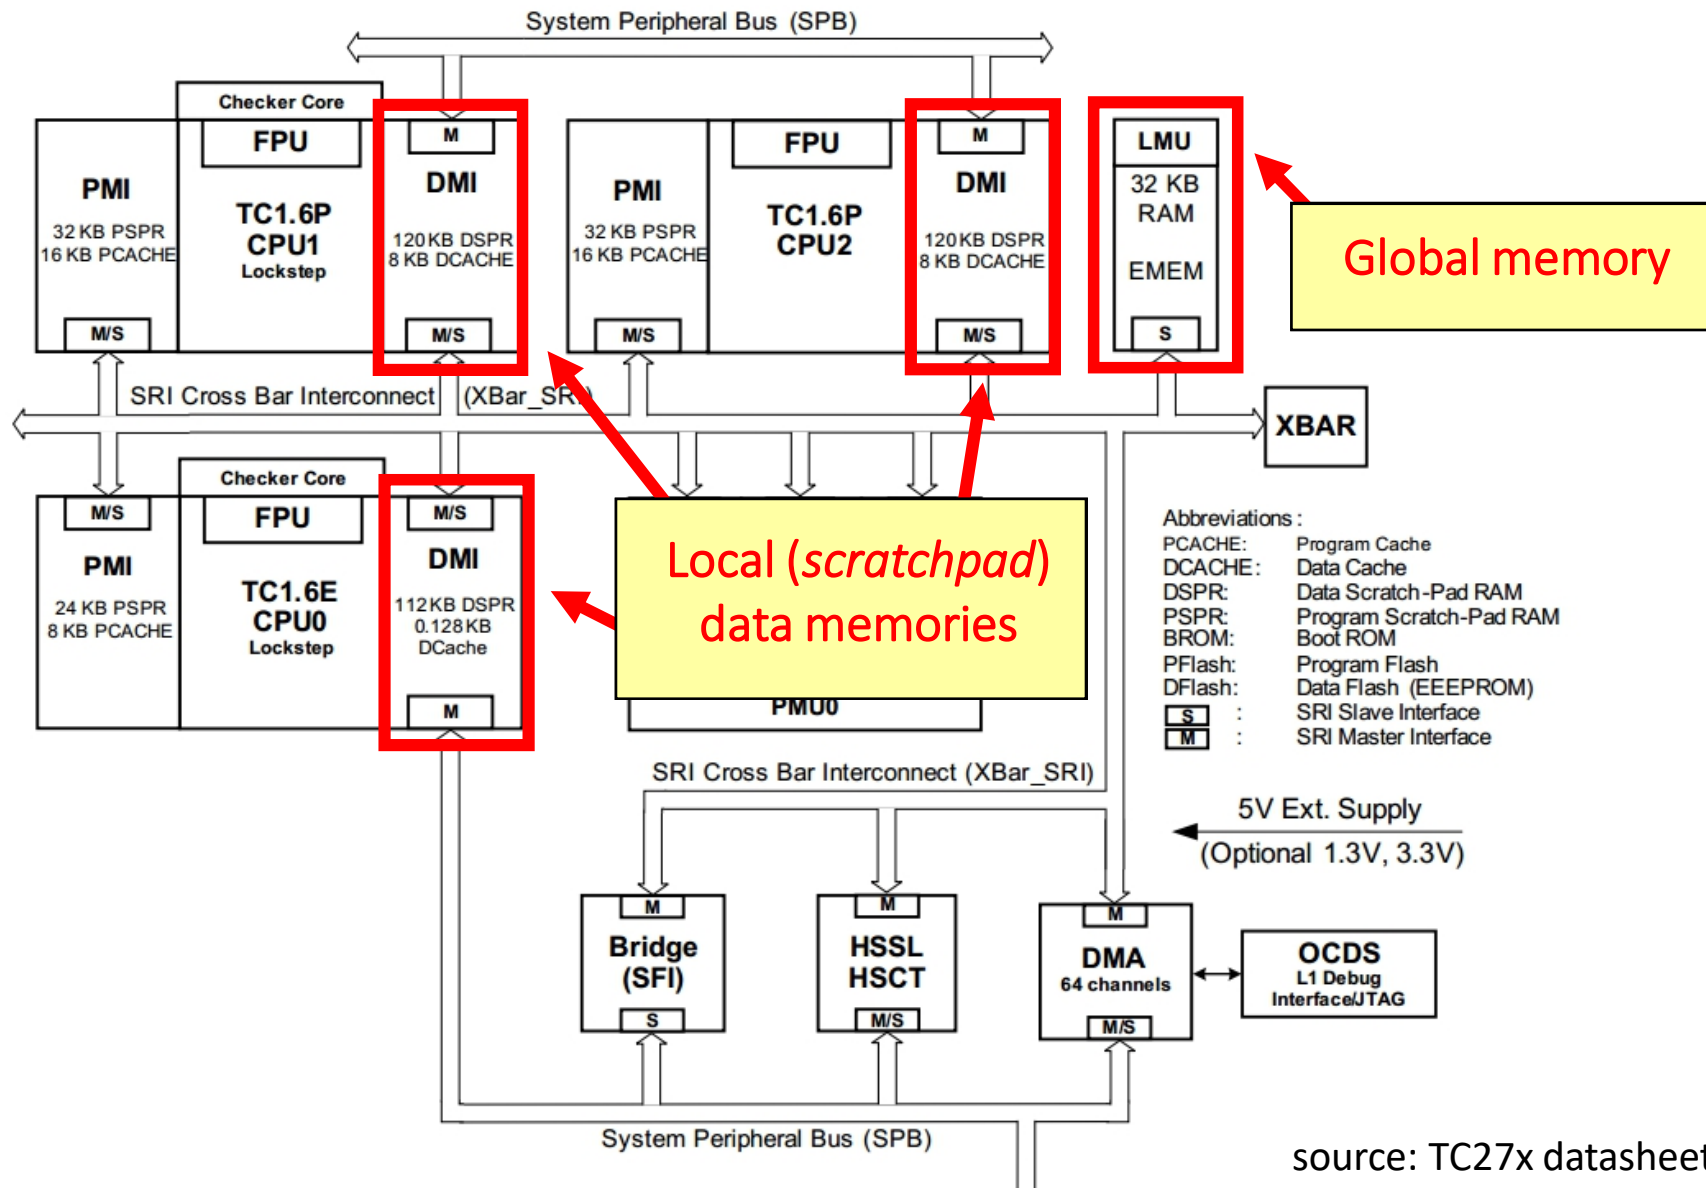 System Peripheral Bus (SPB)
Checker Core
FPU
M
PMI
32 KB PSPR
16 KB PCACHE
TC1.6P
CPU1
Lockstep
DMI
120 KB DSPR
8 KB DCACHE
M/S
M/S
FPU
M
PMI
32 KB PSPR
16 KB PCACHE
TC1.6P
CPU2
DMI
120 KB DSPR
8 KB DCACHE
M/S
M/S
LMU
32 KB
RAM
EMEM
S
Global memory
SRI Cross Bar Interconnect (XBar_SRI)
XBAR
Checker Core
M/S
FPU
M/S
PMI
24 KB PSPR
8 KB PCACHE
TC1.6E
CPU0
Lockstep
DMI
112 KB DSPR
0.128 KB
DCache
M
Local (scratchpad)
data memories
PMU0
Abbreviations :
PCACHE: Program Cache
DCACHE: Data Cache
DSPR: Data Scratch-Pad RAM
PSPR: Program Scratch-Pad RAM
BROM: Boot ROM
PFlash: Program Flash
DFlash: Data Flash (EEEPROM)
S : SRI Slave Interface
M : SRI Master Interface
SRI Cross Bar Interconnect (XBar_SRI)
5V Ext. Supply
(Optional 1.3V, 3.3V)
M
Bridge
(SFI)
S
M
HSSL
HSCT
M/S
M
DMA
64 channels
M/S
OCDS
L1 Debug
Interface/JTAG
System Peripheral Bus (SPB)
source: TC27x datasheet